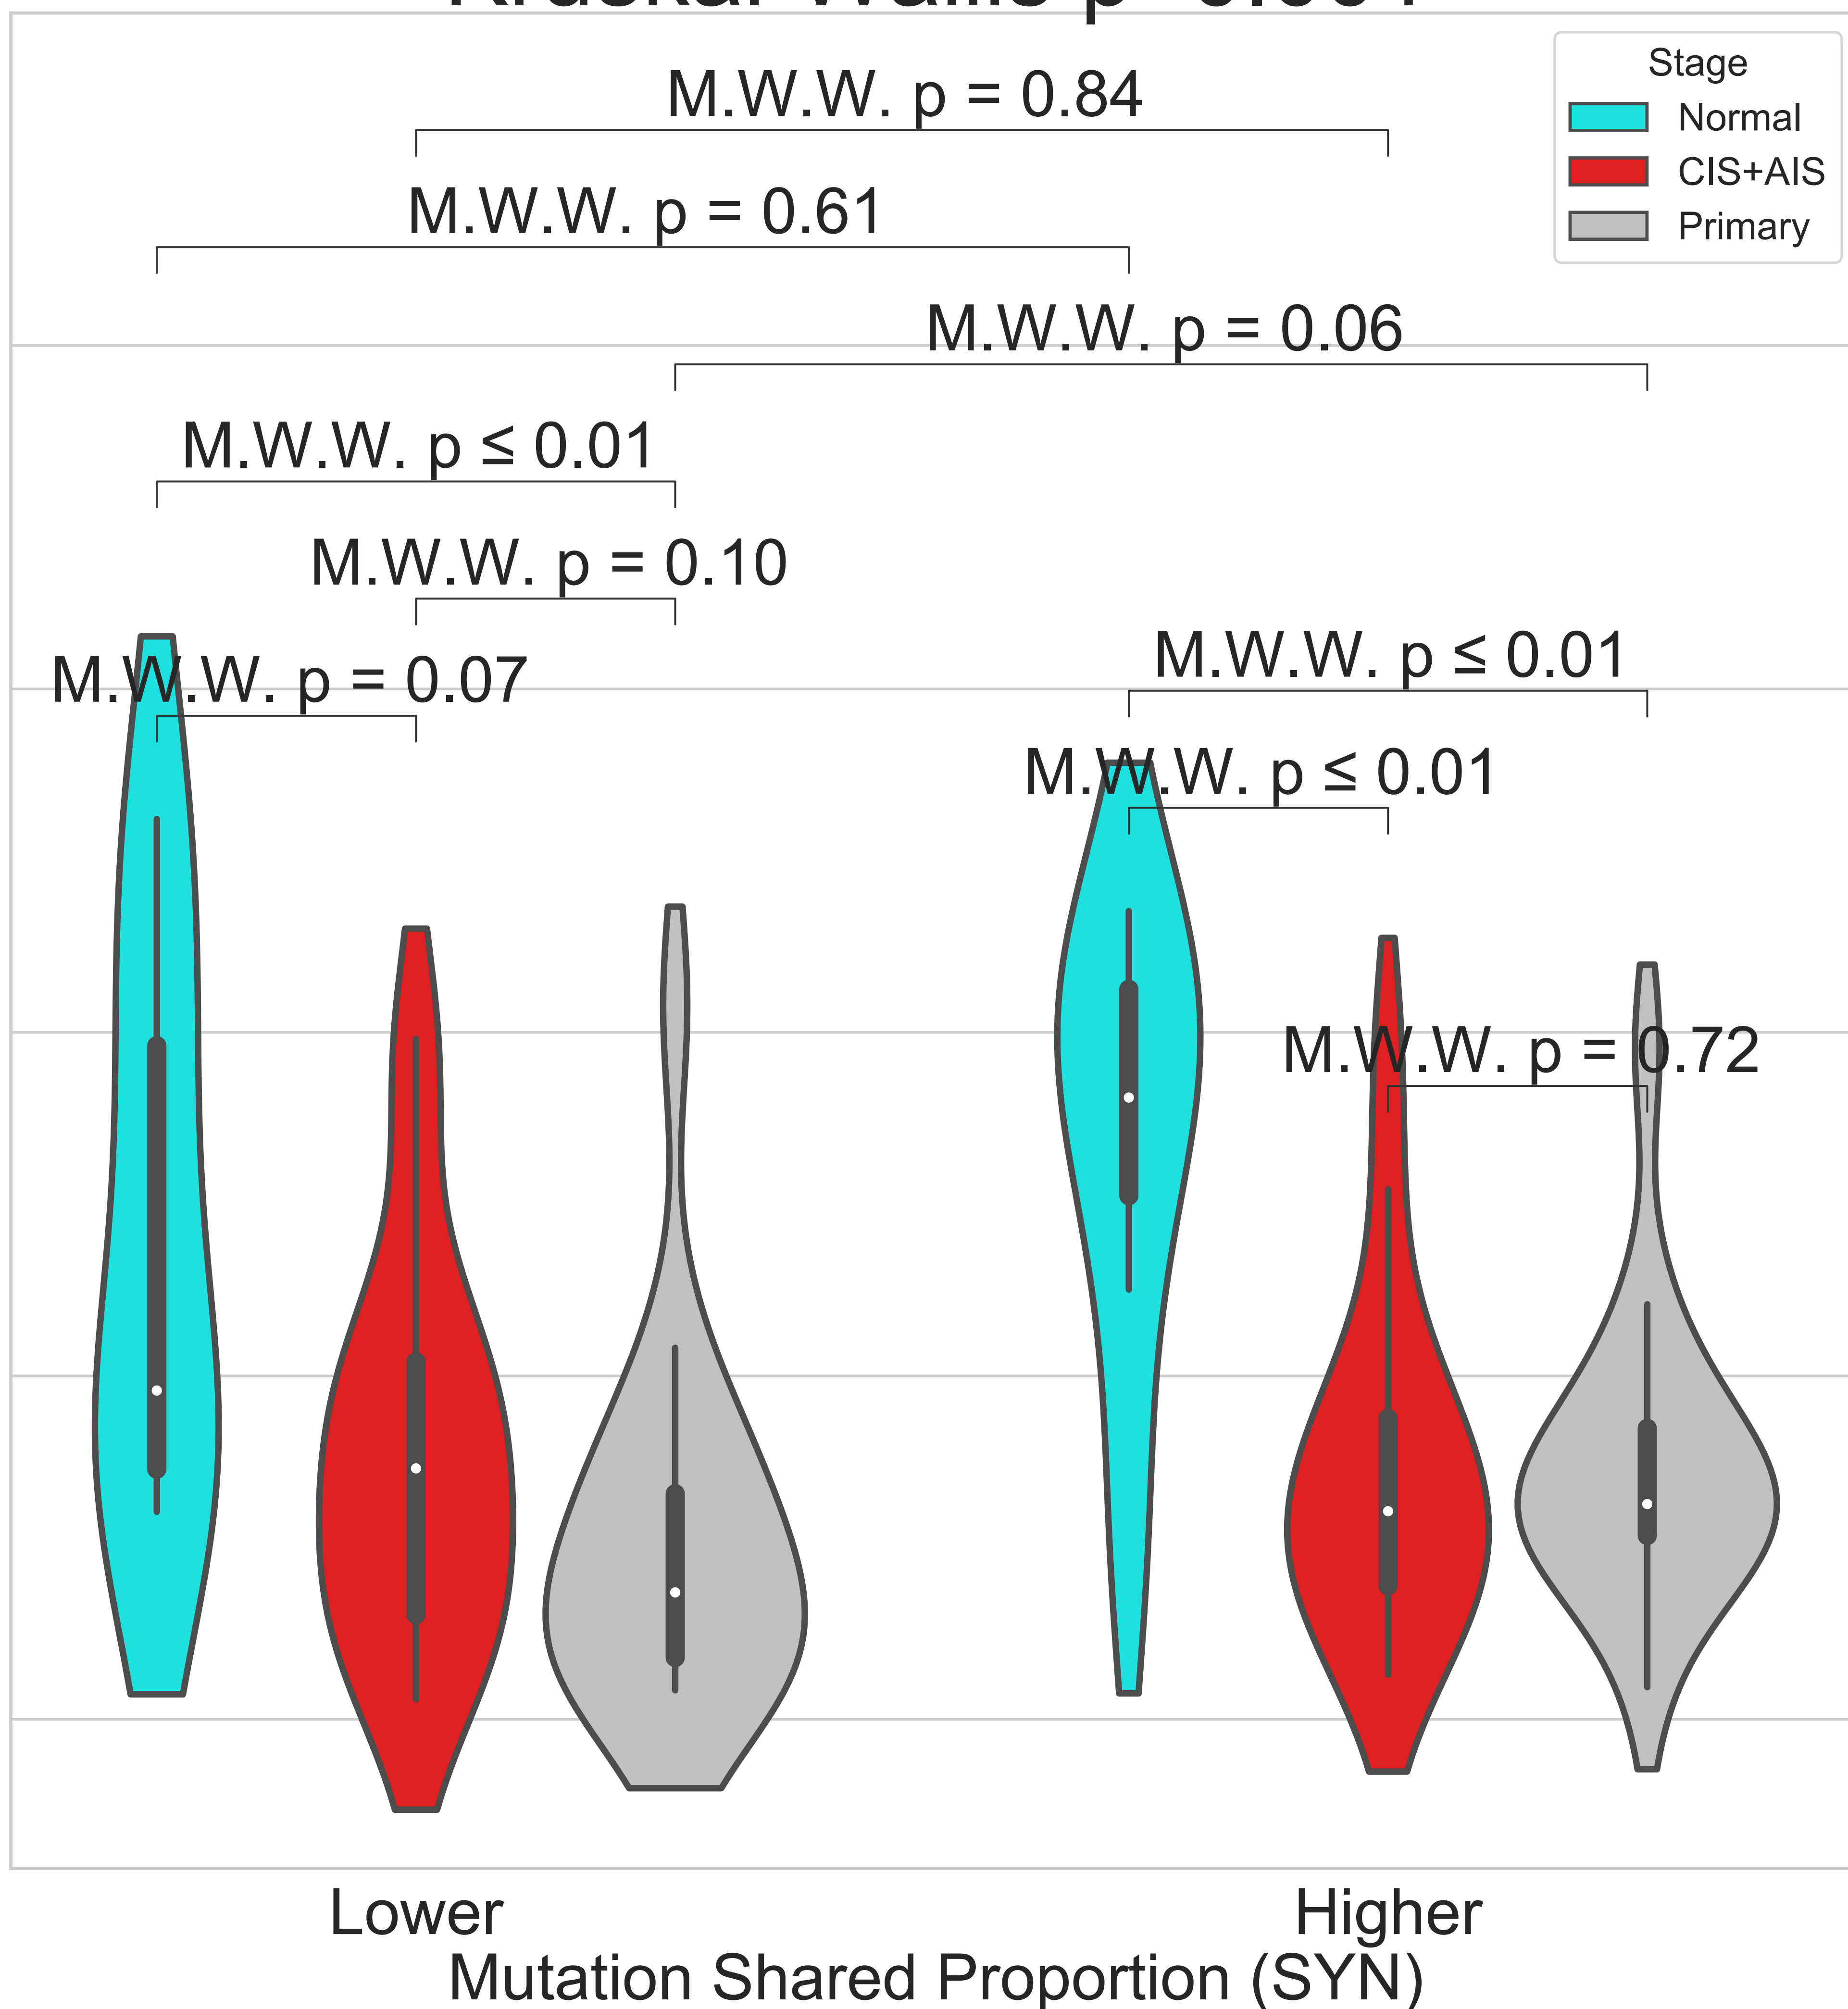 M.W.W. p = 0.84
M.W.W. p = 0.61
M.W.W. p = 0.06
M.W.W. p ≤ 0.01
M.W.W. p = 0.10
M.W.W. p = 0.07
M.W.W. p ≤ 0.01
M.W.W. p ≤ 0.01
M.W.W. p = 0.72
Stage
Normal
CIS+AIS
Primary
Lower
Higher
Mutation Shared Proportion (SYN)